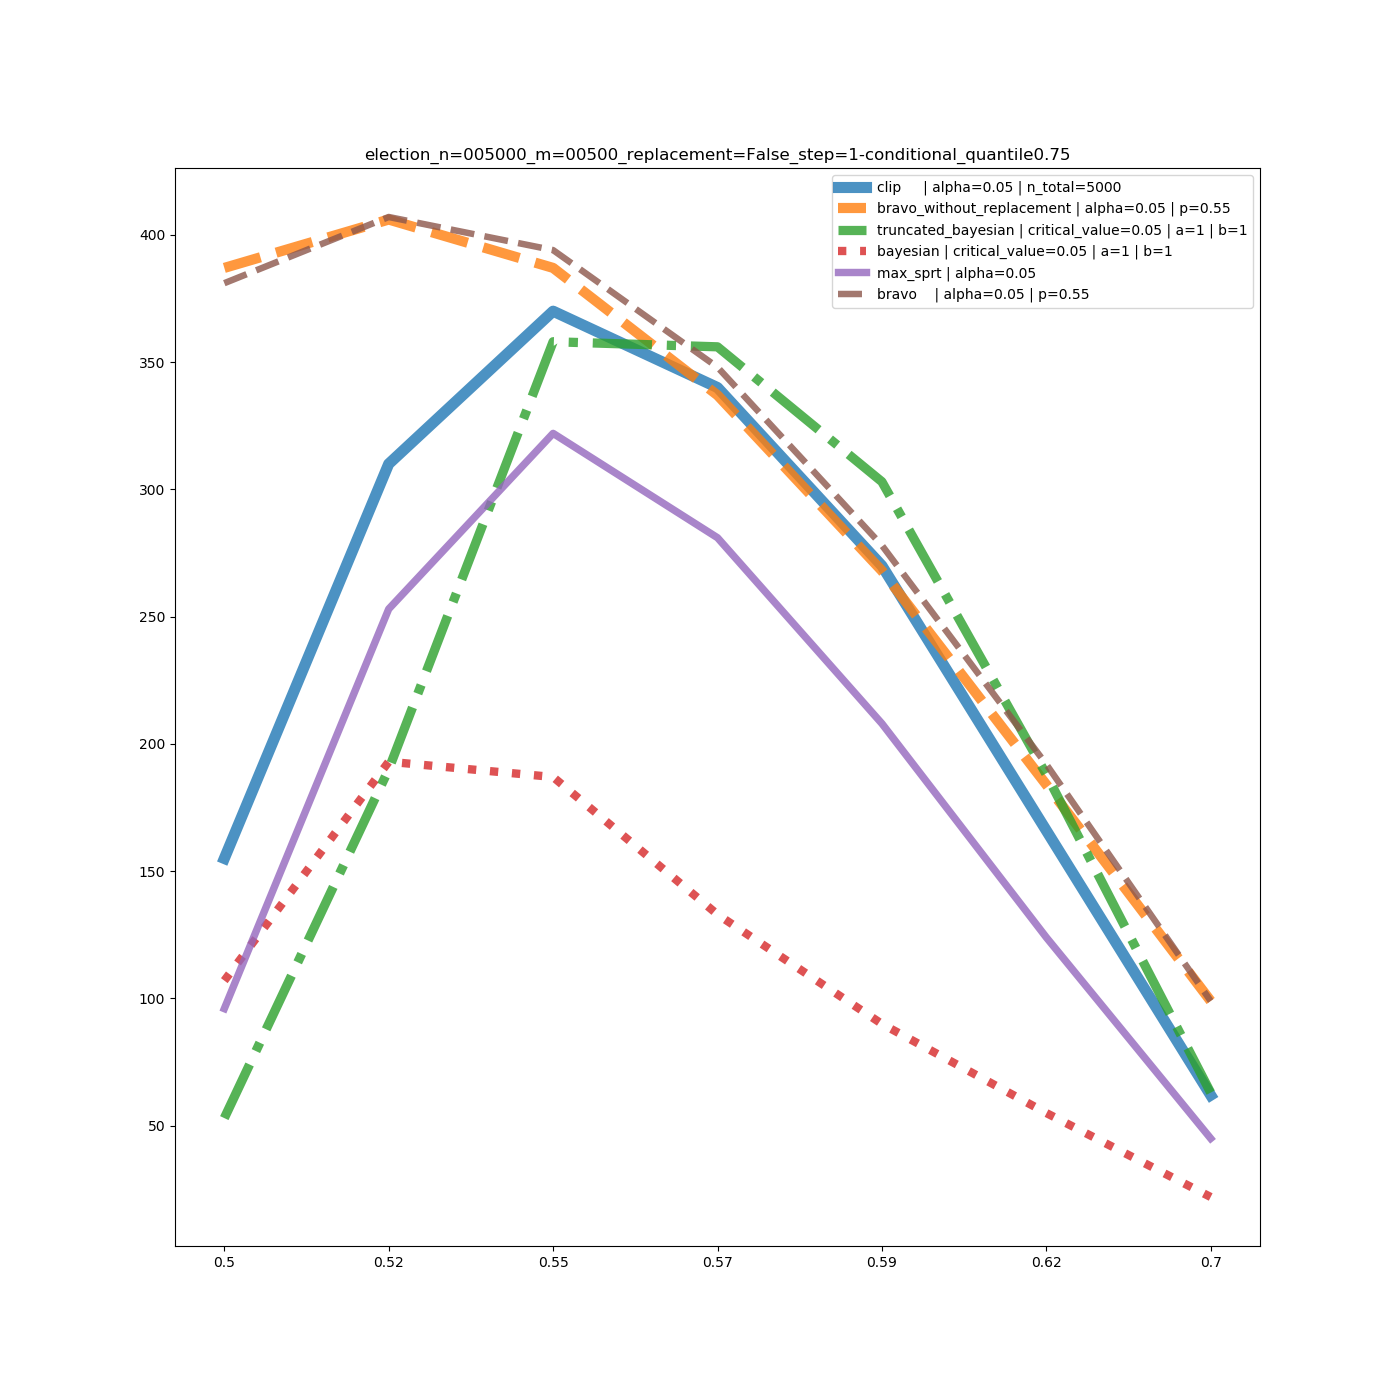 election_n=005000_m=00500_replacement=False_step=1-conditional_quantile0.75
clip | alpha=0.05 | n_total=5000
bravo_without_replacement | alpha=0.05 | p=0.55
truncated_bayesian | critical_value=0.05 | a=1 | b=1
bayesian | critical_value=0.05 | a=1 | b=1
max_sprt | alpha=0.05
bravo | alpha=0.05 | p=0.55
400
350
300
250
200
150
100
50
0.5 0.52 0.55 0.57 0.59 0.62 0.7